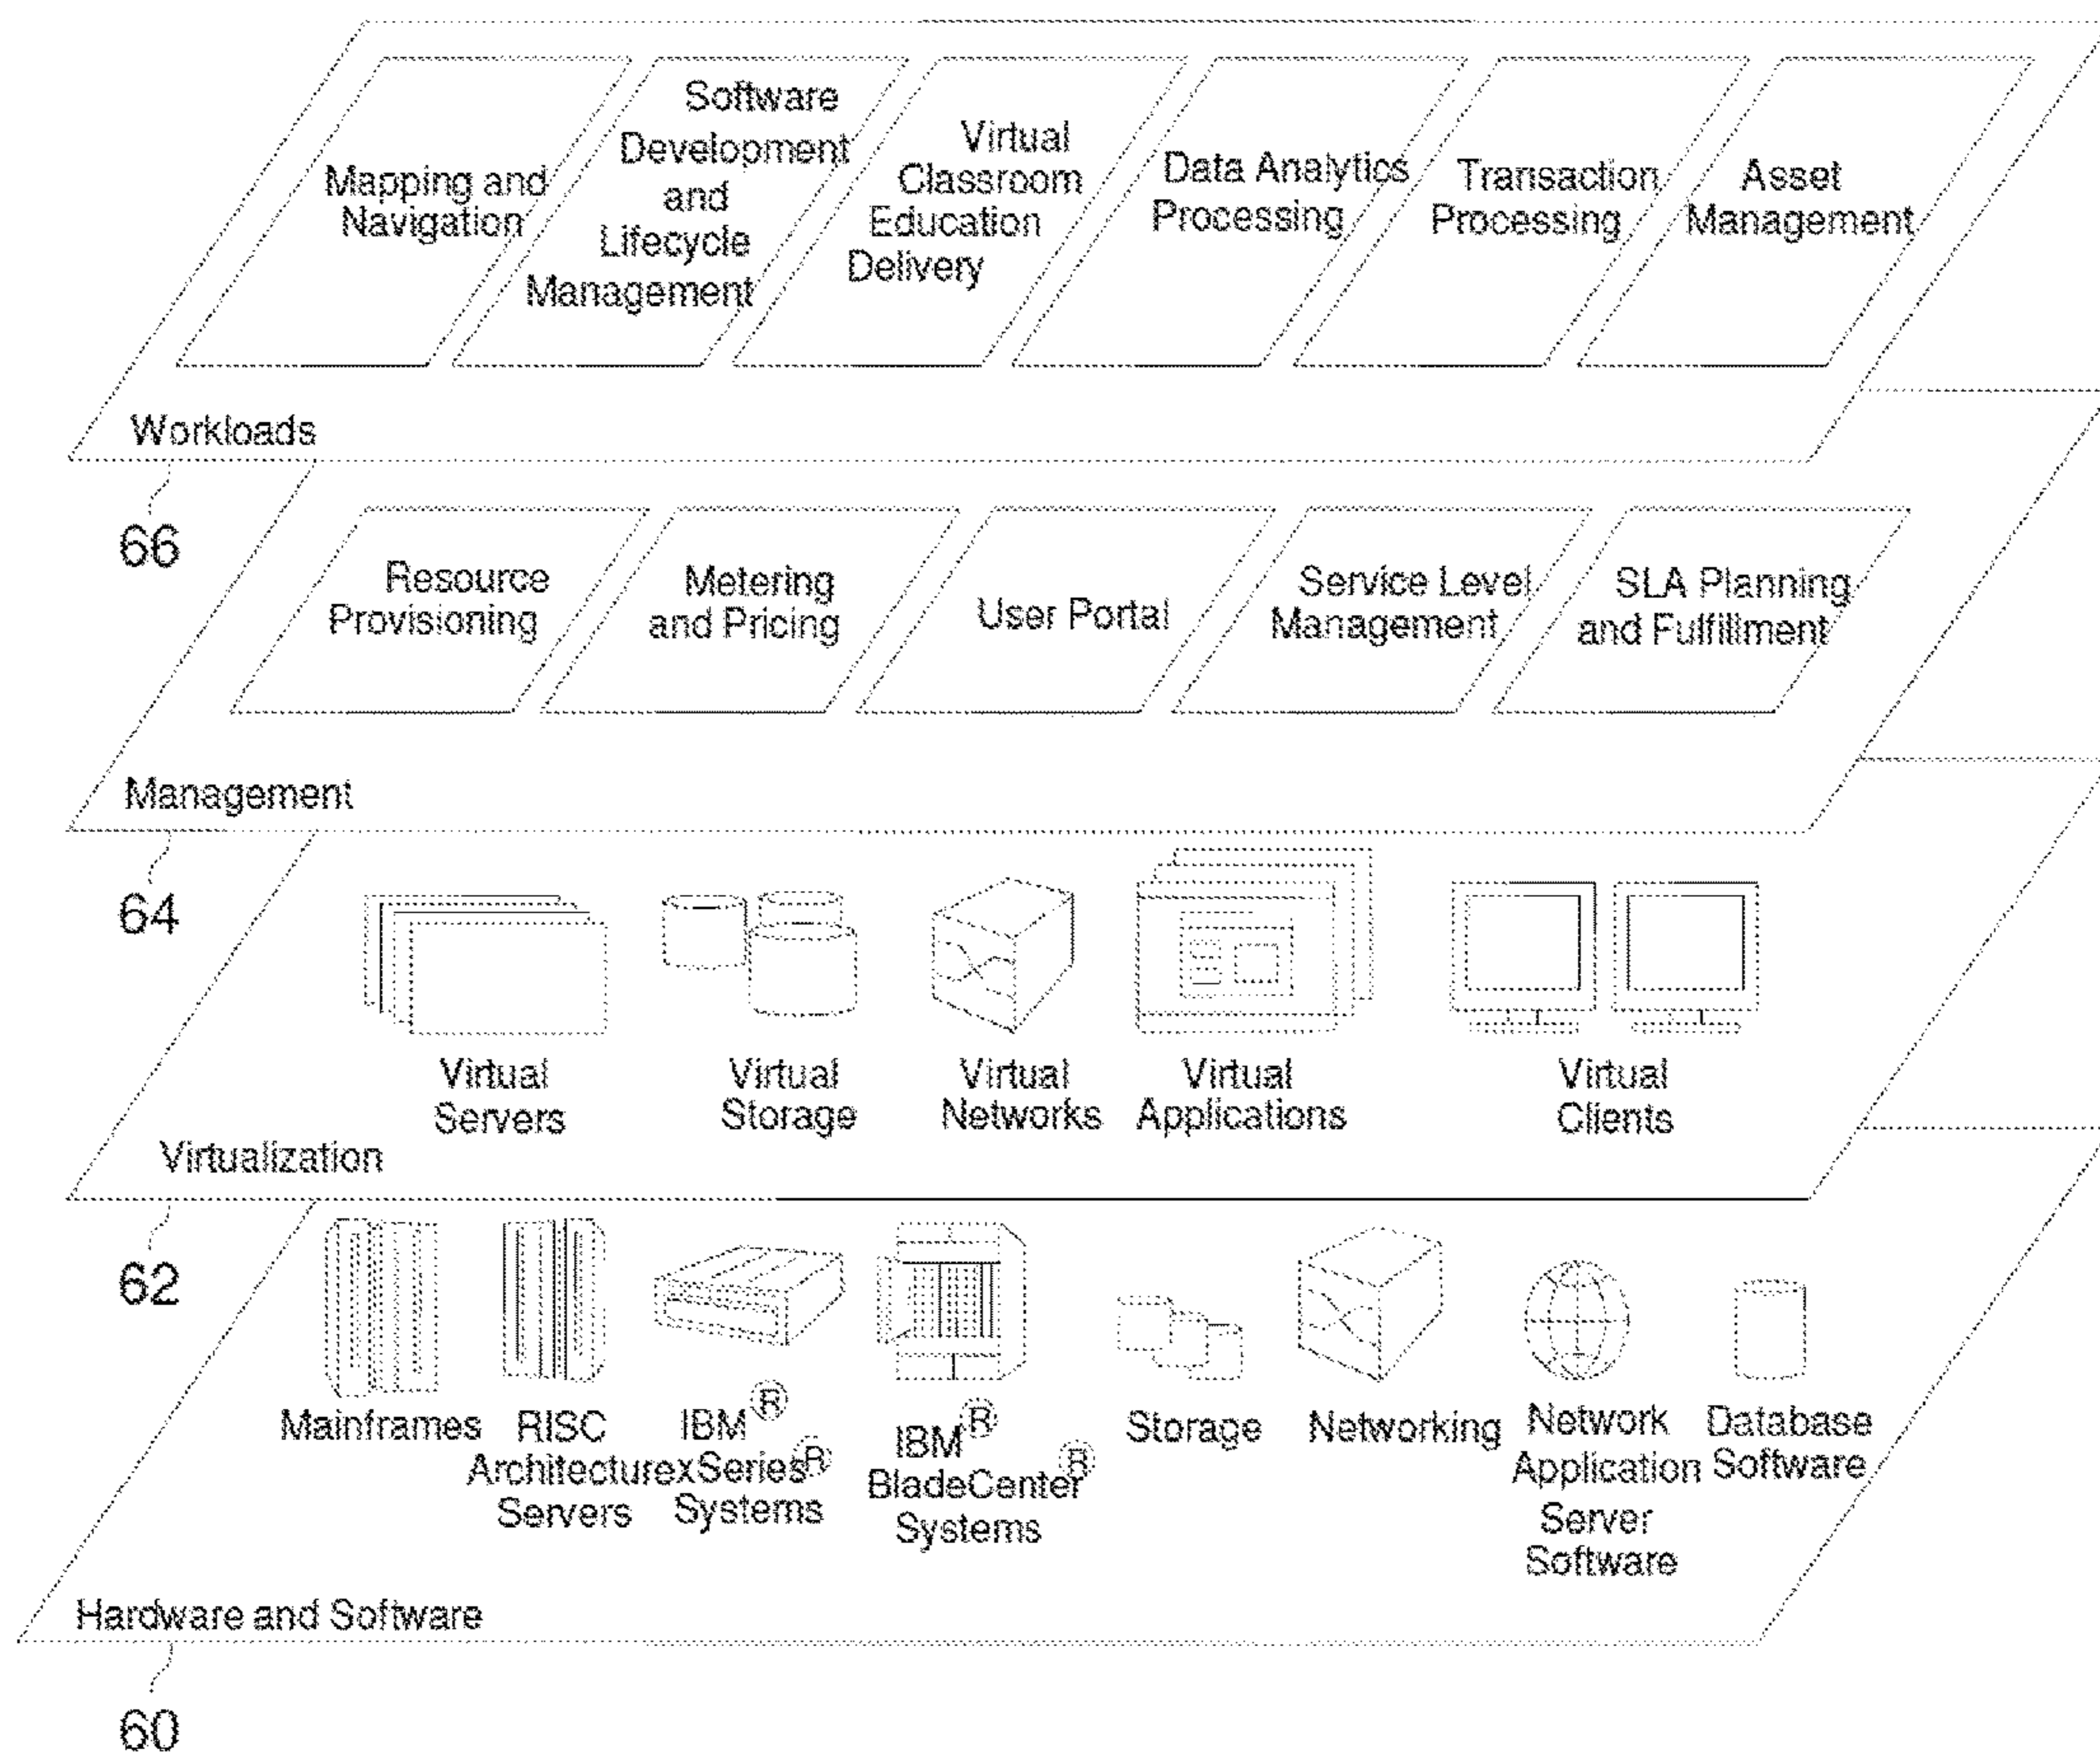 Mapping and
Navigation
Software
Development
and
Lifecycle
Management
Virtual
Classroom
Education
Delivery
Data Analytics
Processing
Transaction
Processing
Asset
Management
Workloads
66
Resource
Provisioning
Metering
and Pricing
User Portal
Service Level
Management
SLA Planning
and Fulfillment
Management
64
Virtual
Servers
Virtual
Storage
Virtual
Networks
Virtual
Applications
Virtual
Clients
Virtualization
62
Mainframes
RISC
Architecture
Servers
IBM®
xSeries®
Systems
IBM®
BladeCenter®
Systems
Storage
Networking
Network
Application
Server
Software
Database
Software
Hardware and Software
60